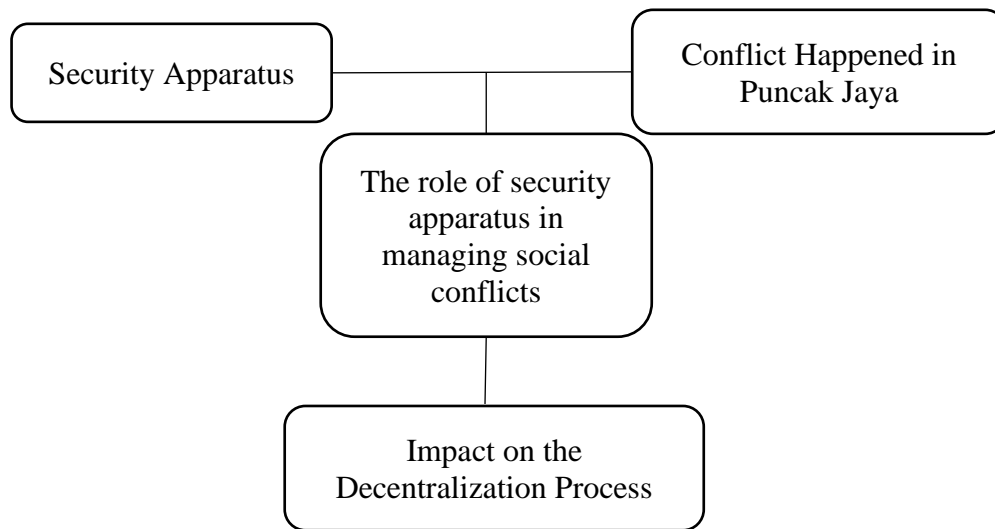 Security Apparatus
Conflict Happened in
Puncak Jaya
The role of security
apparatus in
managing social
conflicts
Impact on the
Decentralization Process